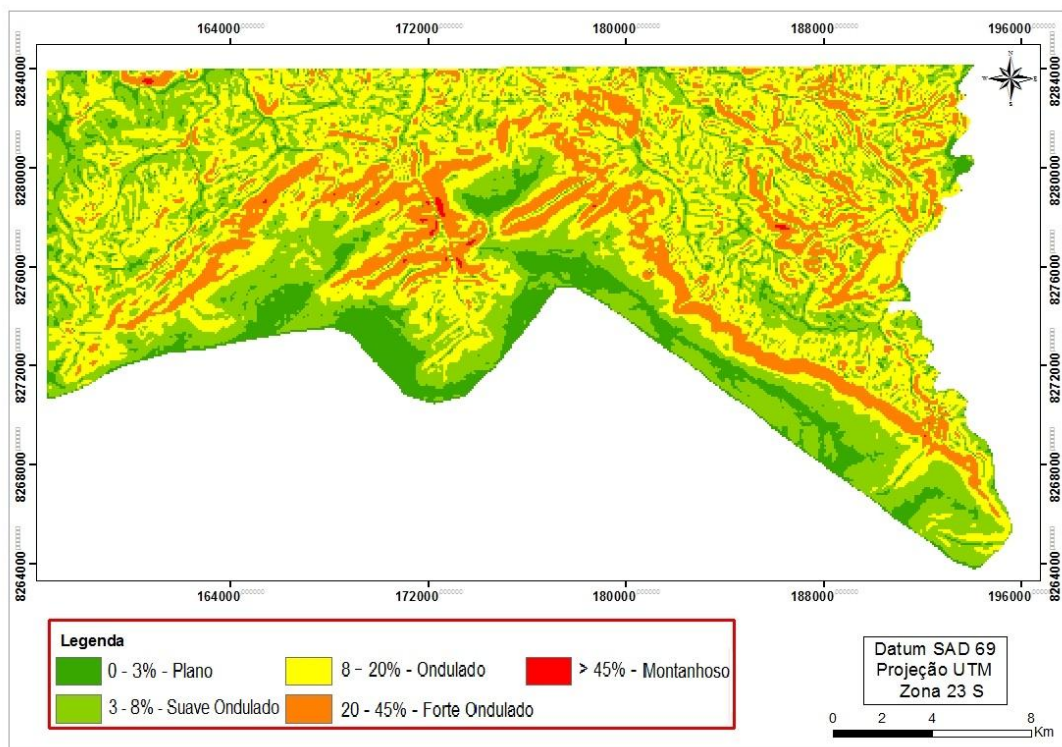 164000 172000 180000 188000 196000
N
W E
S
8284000 8284000
8280000 8280000
8276000 8276000
8272000 8272000
8268000 8268000
8264000 8264000
164000 172000 180000 188000 196000
Legenda
0 - 3% - Plano
3 - 8% - Suave Ondulado
8 - 20% - Ondulado
20 - 45% - Forte Ondulado
> 45% - Montanhoso
Datum SAD 69
Projeção UTM
Zona 23 S
0 2 4 8
Km